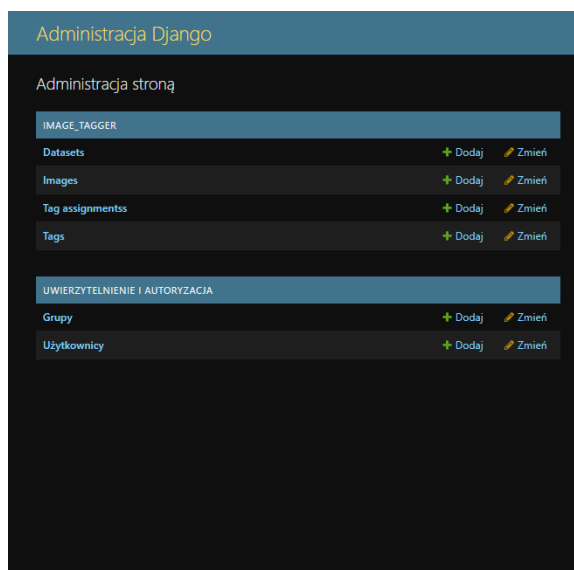 Administracja Django
Administracja stroną
IMAGE_TAGGER
Datasets Dodaj Zmień
Images Dodaj Zmień
Tag assignmentss Dodaj Zmień
Tags Dodaj Zmień
UWIERZYTELNIENIE I AUTORYZACJA
Grupy Dodaj Zmień
Użytkownicy Dodaj Zmień